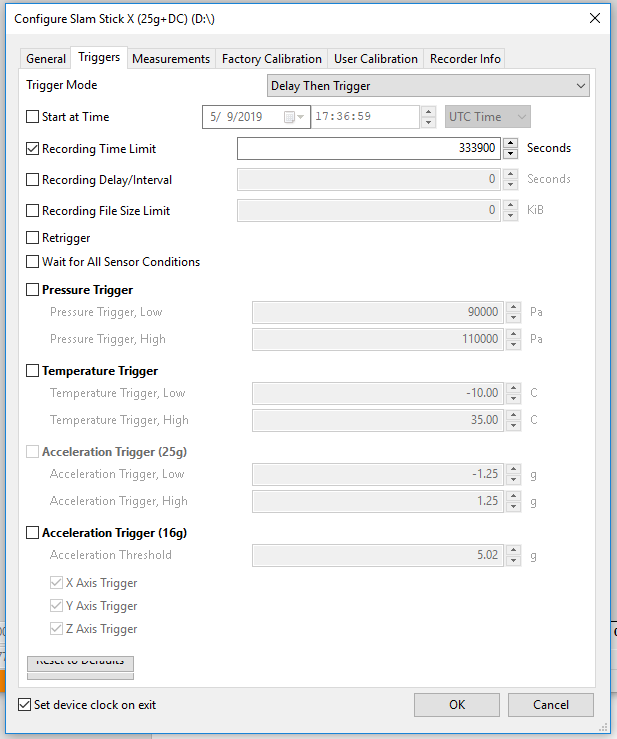 Configure Slam Stick X (25g+DC) (D:\)
General Triggers Measurements Factory Calibration User Calibration Recorder Info
Trigger Mode Delay Then Trigger
Start at Time 5/ 9/2019 17:36:59 UTC Time
Recording Time Limit 333900 Seconds
Recording Delay/Interval 0 Seconds
Recording File Size Limit 0 KiB
Retrigger
Wait for All Sensor Conditions
Pressure Trigger
Pressure Trigger, Low 90000 Pa
Pressure Trigger, High 110000 Pa
Temperature Trigger
Temperature Trigger, Low -10.00 C
Temperature Trigger, High 35.00 C
Acceleration Trigger (25g)
Acceleration Trigger, Low -1.25 g
Acceleration Trigger, High 1.25 g
Acceleration Trigger (16g)
Acceleration Threshold 5.02 g
X Axis Trigger
Y Axis Trigger
Z Axis Trigger
Reset to Defaults
Set device clock on exit OK Cancel